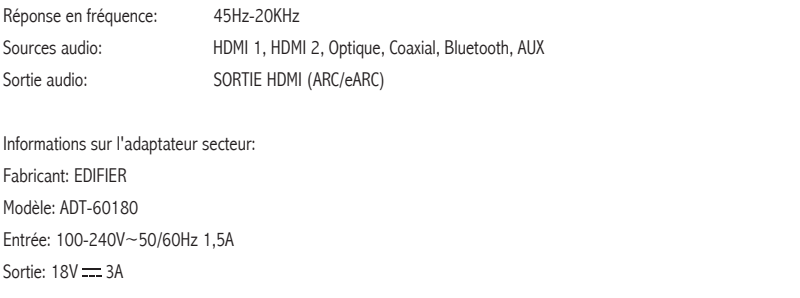 Réponse en fréquence: 45Hz-20KHz
Sources audio: HDMI 1, HDMI 2, Optique, Coaxial, Bluetooth, AUX
Sortie audio: SORTIE HDMI (ARC/eARC)
Informations sur l'adaptateur secteur:
Fabricant: EDIFIER
Modèle: ADT-60180
Entrée: 100-240V~50/60Hz 1,5A
Sortie: 18V ⎓ 3A